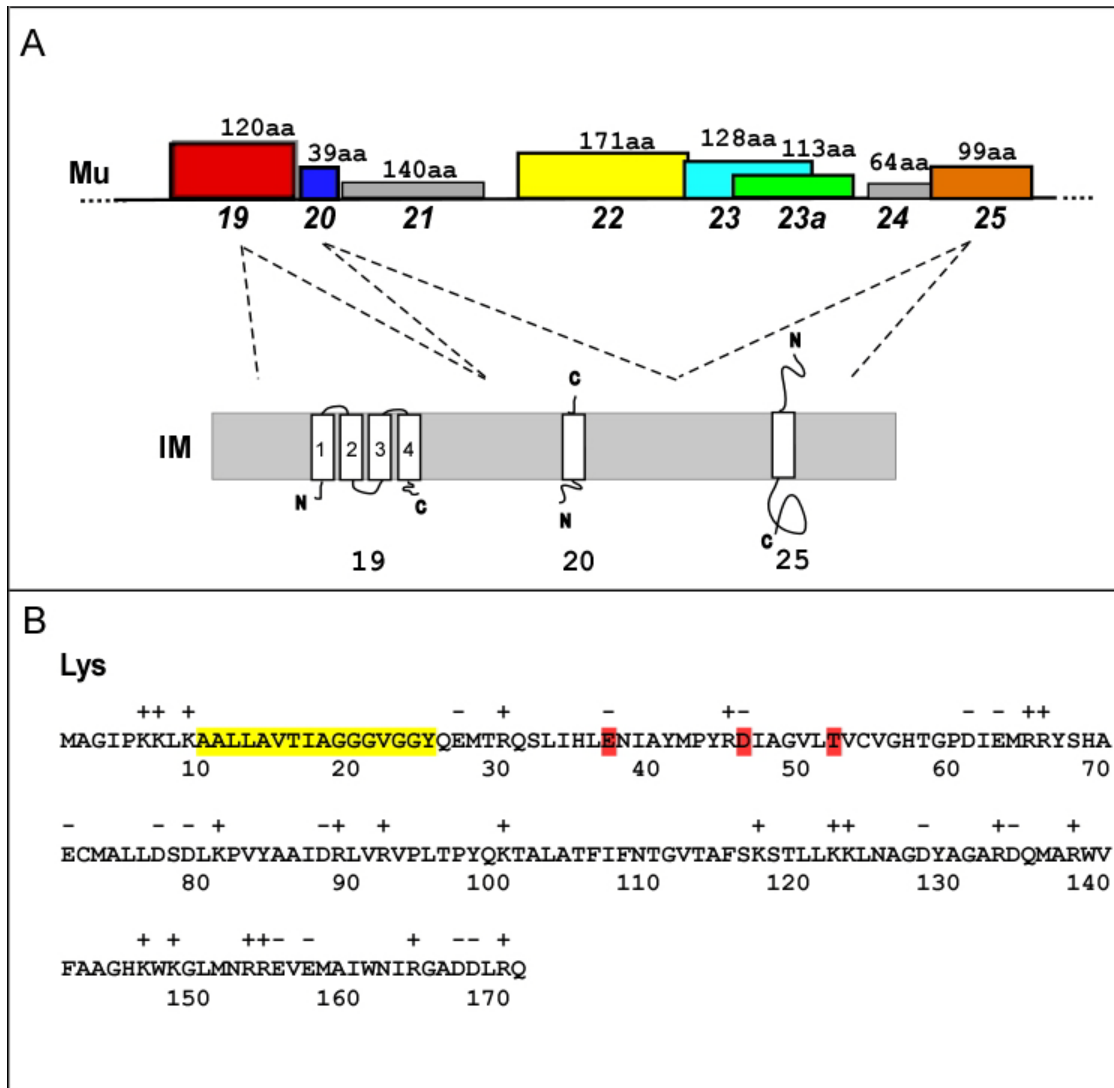 A
120aa 39aa 140aa 171aa 128aa 113aa 64aa 99aa
Mu
19 20 21 22 23 23a 24 25
N
C
IM
1 2 3 4
N C N C
19 20 25
B
Lys
++ + - + - +- - - ++
MAGIPKKLKAALLAVTIAGGGVGGYQEMTRQSLIHLENIAYMPYRDIAGVLTVCVGHTGPDIEMRRYSHA
10 20 30 40 50 60 70
- - - + -+ + + + ++ - +- +
ECMALLDSDLKPVYAAIDRLVRVPLTPYQKTALATFIFNTGVTAFSKSTLLKKLNAGDYAGARDQMARWV
80 90 100 110 120 130 140
+ + ++- - + -- +
FAAGHKWKGLMNRREVEMAIWNIRGADDLRQ
150 160 170